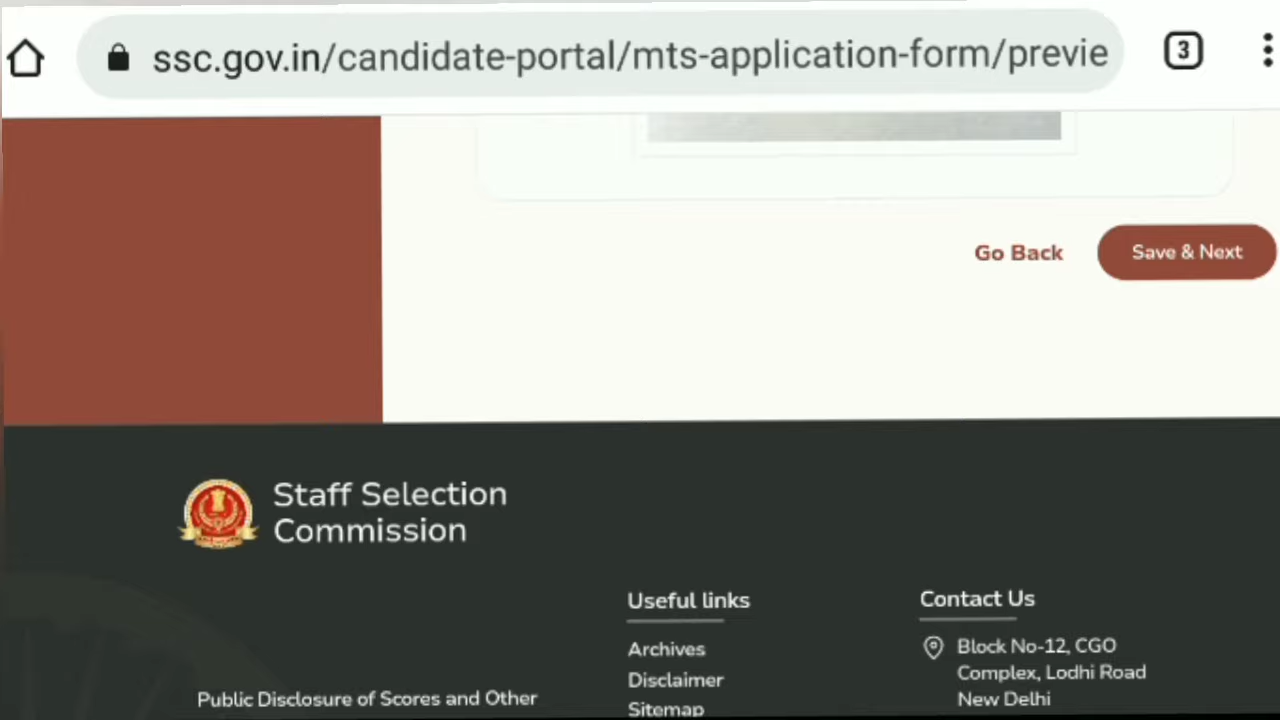 ssc.gov.in/candidate-portal/mts-application-form/previe
3
Go Back
Save & Next
Staff Selection
Commission
Useful links
Archives
Disclaimer
Sitemap
Contact Us
Block No-12, CGO
Complex, Lodhi Road
New Delhi
Public Disclosure of Scores and Other